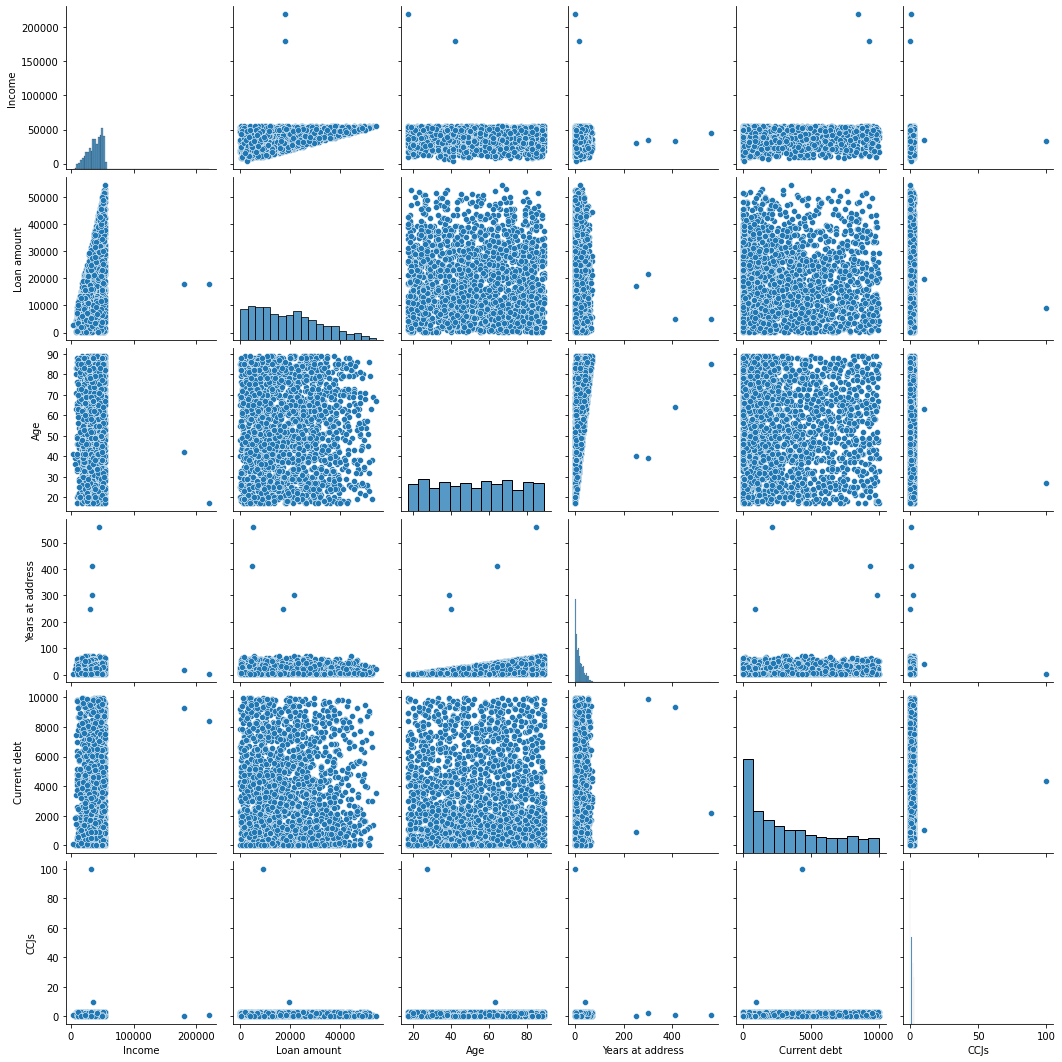 200000
150000
100000
50000
0
Income
50000
40000
30000
20000
10000
0
Loan amount
90
80
70
60
50
40
30
20
Age
500
400
300
200
100
0
Years at address
10000
8000
6000
4000
2000
0
Current debt
100
80
60
40
20
0
CCJs
0 100000 200000
0 20000 40000
20 40 60 80
0 200 400
0 5000 10000
0 50 100
Income
Loan amount
Age
Years at address
Current debt
CCJs